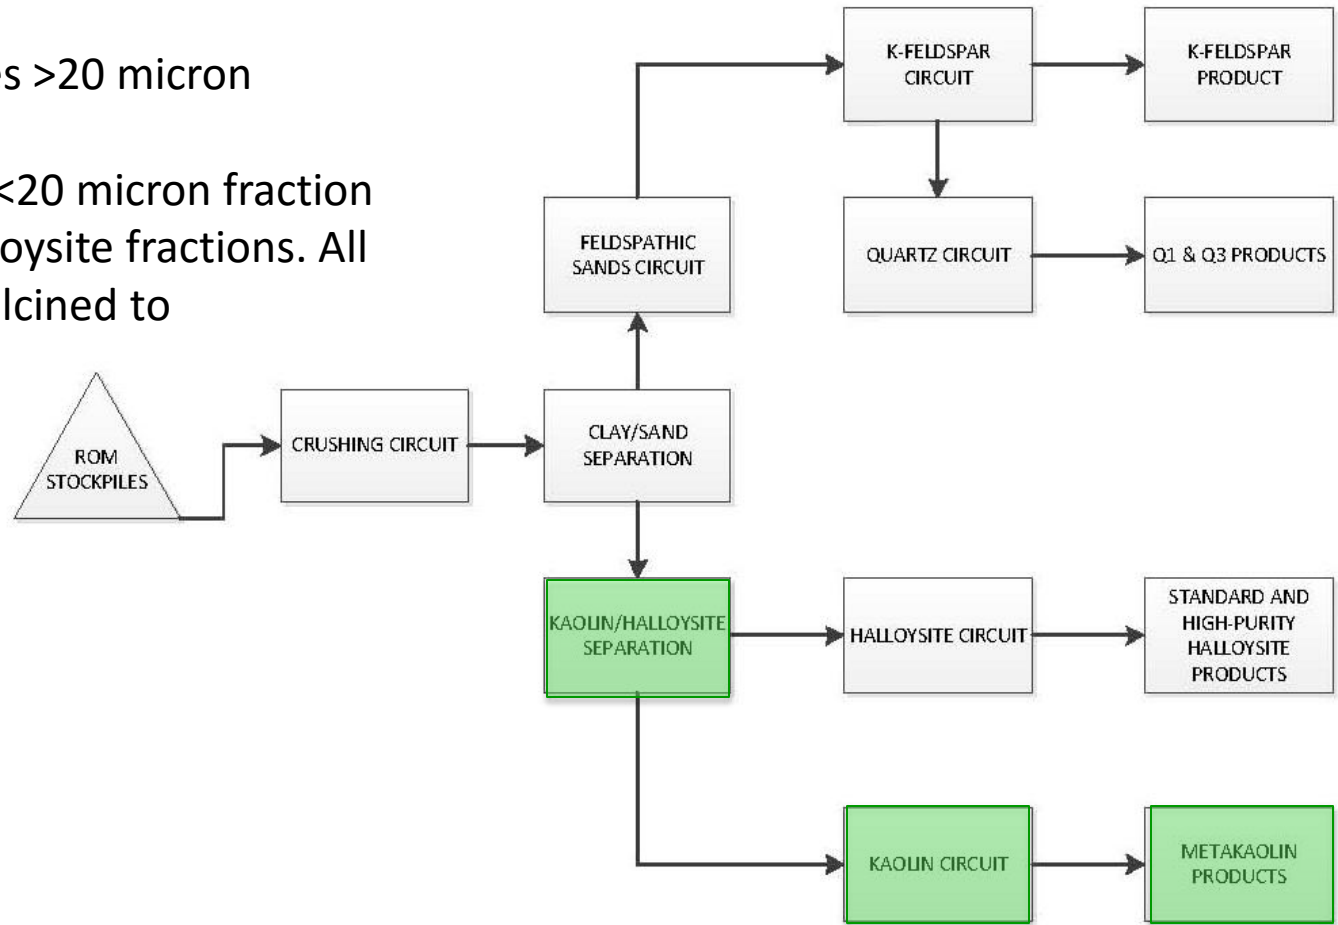 es >20 micron
<20 micron fraction
loysite fractions. All
lcined to
K-FELDSPAR
CIRCUIT
K-FELDSPAR
PRODUCT
FELDSPATHIC
SANDS CIRCUIT
QUARTZ CIRCUIT
Q1 & Q3 PRODUCTS
ROM
STOCKPILES
CRUSHING CIRCUIT
CLAY/SAND
SEPARATION
KAOLIN/HALLOYSITE
SEPARATION
HALLOYSITE CIRCUIT
STANDARD AND
HIGH-PURITY
HALLOYSITE
PRODUCTS
KAOLIN CIRCUIT
METAKAOLIN
PRODUCTS